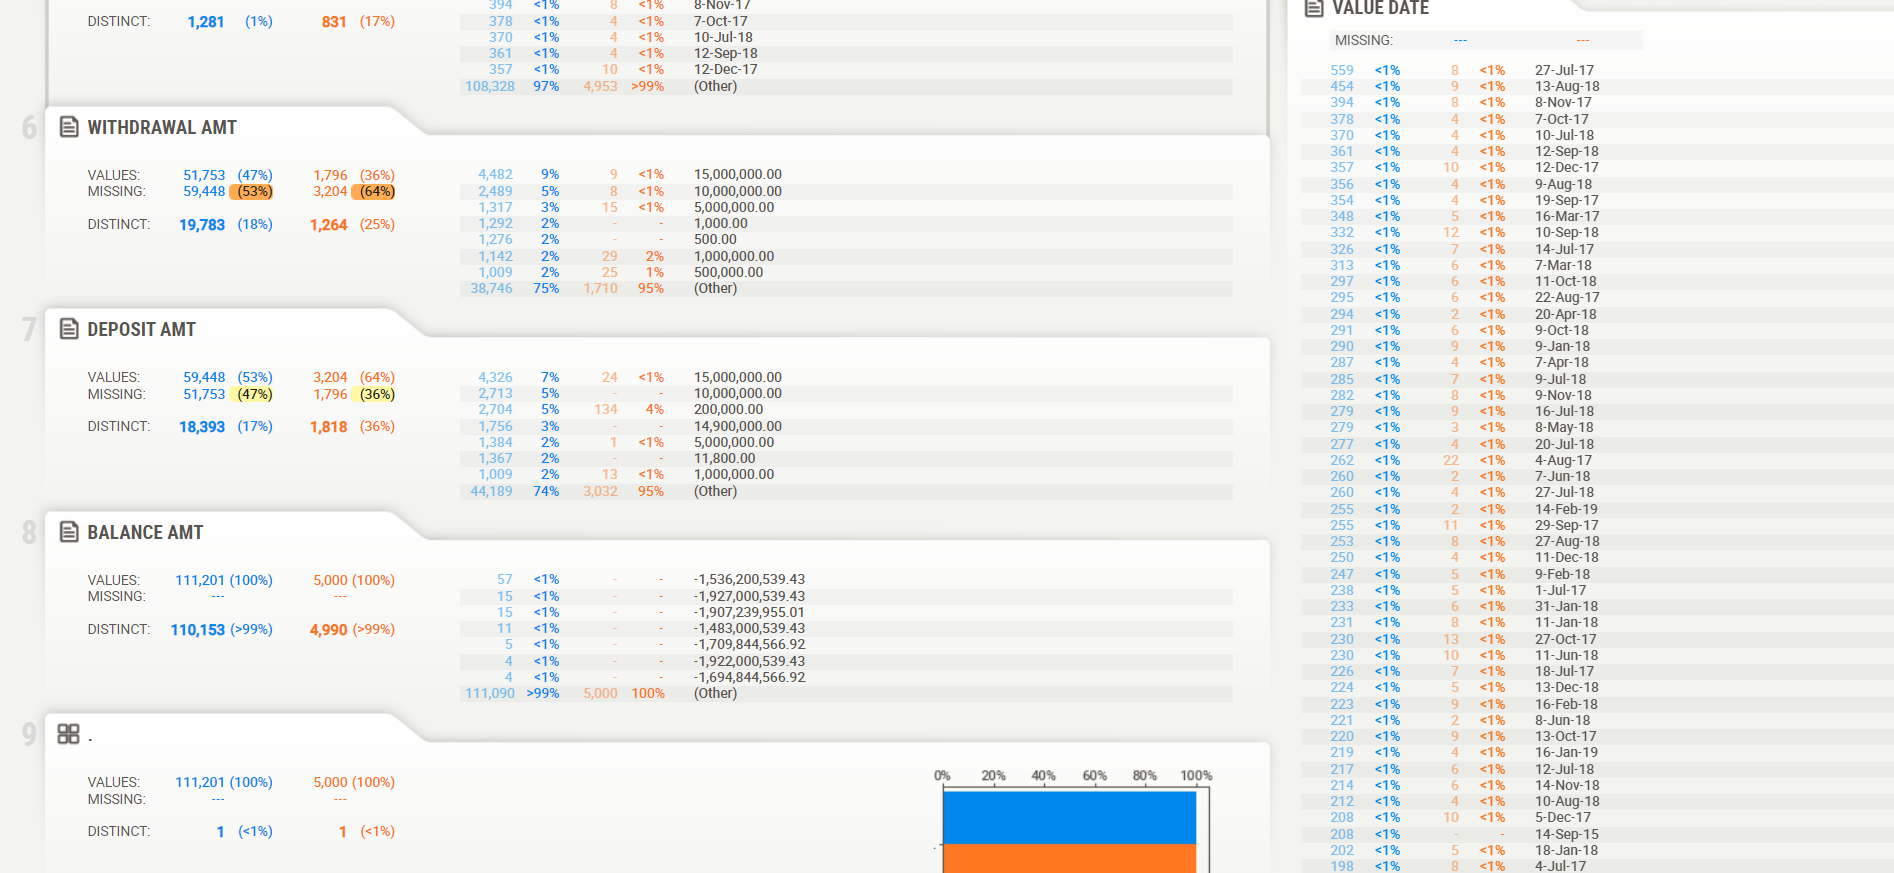 394 <1% 8 <1% 8-Nov-17
DISTINCT: 1,281 (1%) 831 (17%) 378 <1% 4 <1% 7-Oct-17
370 <1% 4 <1% 10-Jul-18
361 <1% 4 <1% 12-Sep-18
357 <1% 10 <1% 12-Dec-17
108,328 97% 4,953 >99% (Other)
6 WITHDRAWAL AMT
VALUES: 51,753 (47%) 1,796 (36%) 4,482 9% 9 <1% 15,000,000.00
MISSING: 59,448 (53%) 3,204 (64%) 2,489 5% 8 <1% 10,000,000.00
1,317 3% 15 <1% 5,000,000.00
DISTINCT: 19,783 (18%) 1,264 (25%) 1,292 2% - - 1,000.00
1,276 2% - - 500.00
1,142 2% 29 2% 1,000,000.00
1,009 2% 25 1% 500,000.00
38,746 75% 1,710 95% (Other)
7 DEPOSIT AMT
VALUES: 59,448 (53%) 3,204 (64%) 4,326 7% 24 <1% 15,000,000.00
MISSING: 51,753 (47%) 1,796 (36%) 2,713 5% - - 10,000,000.00
2,704 5% 134 4% 200,000.00
DISTINCT: 18,393 (17%) 1,818 (36%) 1,756 3% - - 14,900,000.00
1,384 2% 1 <1% 5,000,000.00
1,367 2% - - 11,800.00
1,009 2% 13 <1% 1,000,000.00
44,189 74% 3,032 95% (Other)
8 BALANCE AMT
VALUES: 111,201 (100%) 5,000 (100%) 57 <1% - - -1,536,200,539.43
MISSING: --- --- 15 <1% - - -1,927,000,539.43
15 <1% - - -1,907,239,955.01
DISTINCT: 110,153 (>99%) 4,990 (>99%) 11 <1% - - -1,483,000,539.43
5 <1% - - -1,709,844,566.92
4 <1% - - -1,922,000,539.43
4 <1% - - -1,694,844,566.92
111,090 >99% 5,000 100% (Other)
9 .
VALUES: 111,201 (100%) 5,000 (100%)
MISSING: --- ---
DISTINCT: 1 (<1%) 1 (<1%)
0% 20% 40% 60% 80% 100%
.
VALUE DATE
MISSING: --- ---
559 <1% 8 <1% 27-Jul-17
454 <1% 9 <1% 13-Aug-18
394 <1% 8 <1% 8-Nov-17
378 <1% 4 <1% 7-Oct-17
370 <1% 4 <1% 10-Jul-18
361 <1% 4 <1% 12-Sep-18
357 <1% 10 <1% 12-Dec-17
356 <1% 4 <1% 9-Aug-18
354 <1% 4 <1% 19-Sep-17
348 <1% 5 <1% 16-Mar-17
332 <1% 12 <1% 10-Sep-18
326 <1% 7 <1% 14-Jul-17
313 <1% 6 <1% 7-Mar-18
297 <1% 6 <1% 11-Oct-18
295 <1% 6 <1% 22-Aug-17
294 <1% 2 <1% 20-Apr-18
291 <1% 6 <1% 9-Oct-18
290 <1% 9 <1% 9-Jan-18
287 <1% 4 <1% 7-Apr-18
285 <1% 7 <1% 9-Jul-18
282 <1% 8 <1% 9-Nov-18
279 <1% 9 <1% 16-Jul-18
279 <1% 3 <1% 8-May-18
277 <1% 4 <1% 20-Jul-18
262 <1% 22 <1% 4-Aug-17
260 <1% 2 <1% 7-Jun-18
260 <1% 4 <1% 27-Jul-18
255 <1% 2 <1% 14-Feb-19
255 <1% 11 <1% 29-Sep-17
253 <1% 8 <1% 27-Aug-18
250 <1% 4 <1% 11-Dec-18
247 <1% 5 <1% 9-Feb-18
238 <1% 5 <1% 1-Jul-17
233 <1% 6 <1% 31-Jan-18
231 <1% 8 <1% 11-Jan-18
230 <1% 13 <1% 27-Oct-17
230 <1% 10 <1% 11-Jun-18
226 <1% 7 <1% 18-Jul-17
224 <1% 5 <1% 13-Dec-18
223 <1% 9 <1% 16-Feb-18
221 <1% 2 <1% 8-Jun-18
220 <1% 9 <1% 13-Oct-17
219 <1% 4 <1% 16-Jan-19
217 <1% 6 <1% 12-Jul-18
214 <1% 6 <1% 14-Nov-18
212 <1% 4 <1% 10-Aug-18
208 <1% 10 <1% 5-Dec-17
208 <1% - - 14-Sep-15
202 <1% 5 <1% 18-Jan-18
198 <1% 8 <1% 4-Jul-17